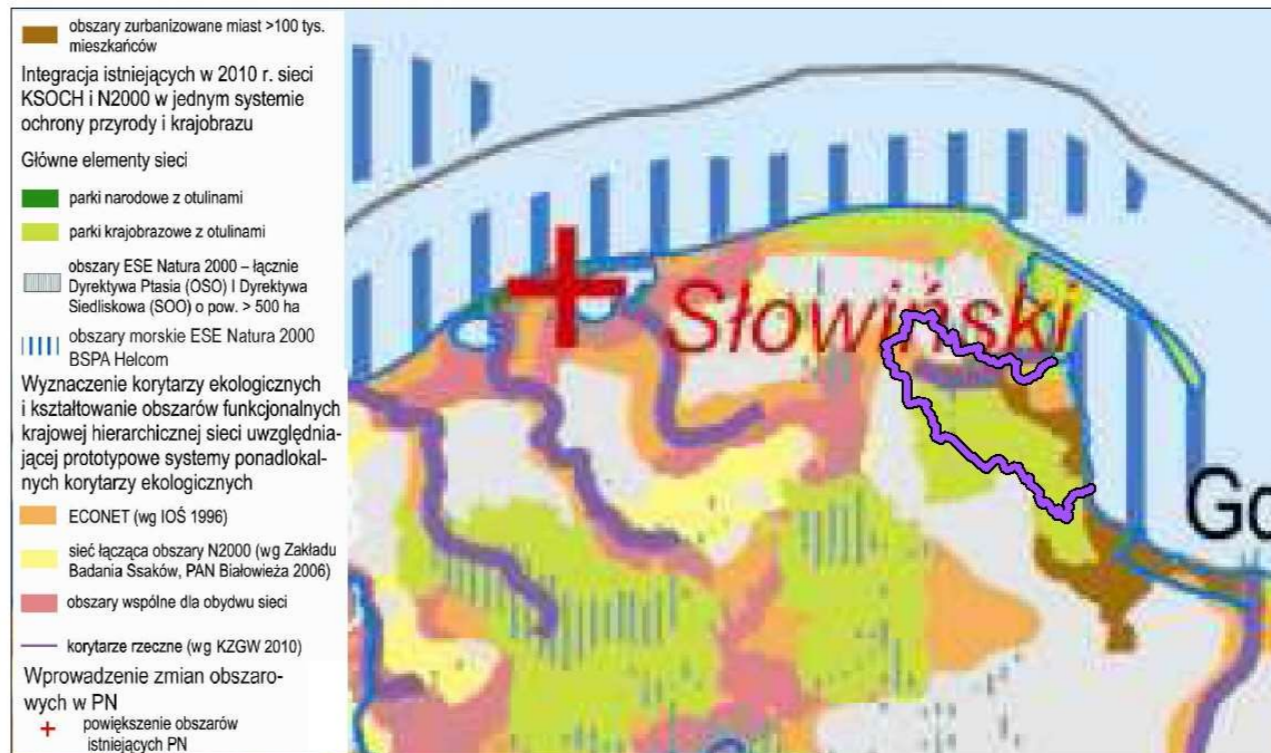 obszary zurbanizowane miast >100 tys.
mieszkańców
Integracja istniejących w 2010 r. sieci
KSOCH i N2000 w jednym systemie
ochrony przyrody i krajobrazu
Główne elementy sieci
parki narodowe z otulinami
parki krajobrazowe z otulinami
obszary ESE Natura 2000 – łącznie
Dyrektywa Ptasia (OSO) I Dyrektywa
Siedliskowa (SOO) o pow. > 500 ha
obszary morskie ESE Natura 2000
BSPA Helcom
Wyznaczenie korytarzy ekologicznych
i kształtowanie obszarów funkcjonalnych
krajowej hierarchicznej sieci uwzględnia-
jącej prototypowe systemy ponadlokal-
nych korytarzy ekologicznych
ECONET (wg IOŚ 1996)
sieć łącząca obszary N2000 (wg Zakładu
Badania Ssaków, PAN Białowieża 2006)
obszary wspólne dla obydwu sieci
korytarze rzeczne (wg KZGW 2010)
Wprowadzenie zmian obszaro-
wych w PN
powiększenie obszarów
istniejących PN
Słowiński
Gd